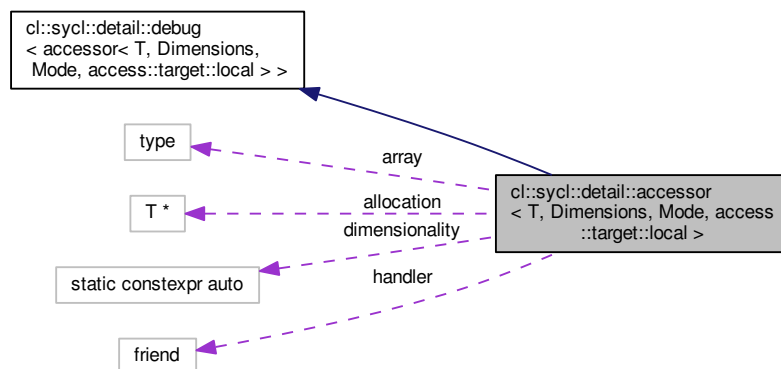 cl::sycl::detail::debug
< accessor< T, Dimensions,
Mode, access::target::local > >
type
array
cl::sycl::detail::accessor
< T, Dimensions, Mode, access
::target::local >
T *
allocation
dimensionality
static constexpr auto
handler
friend